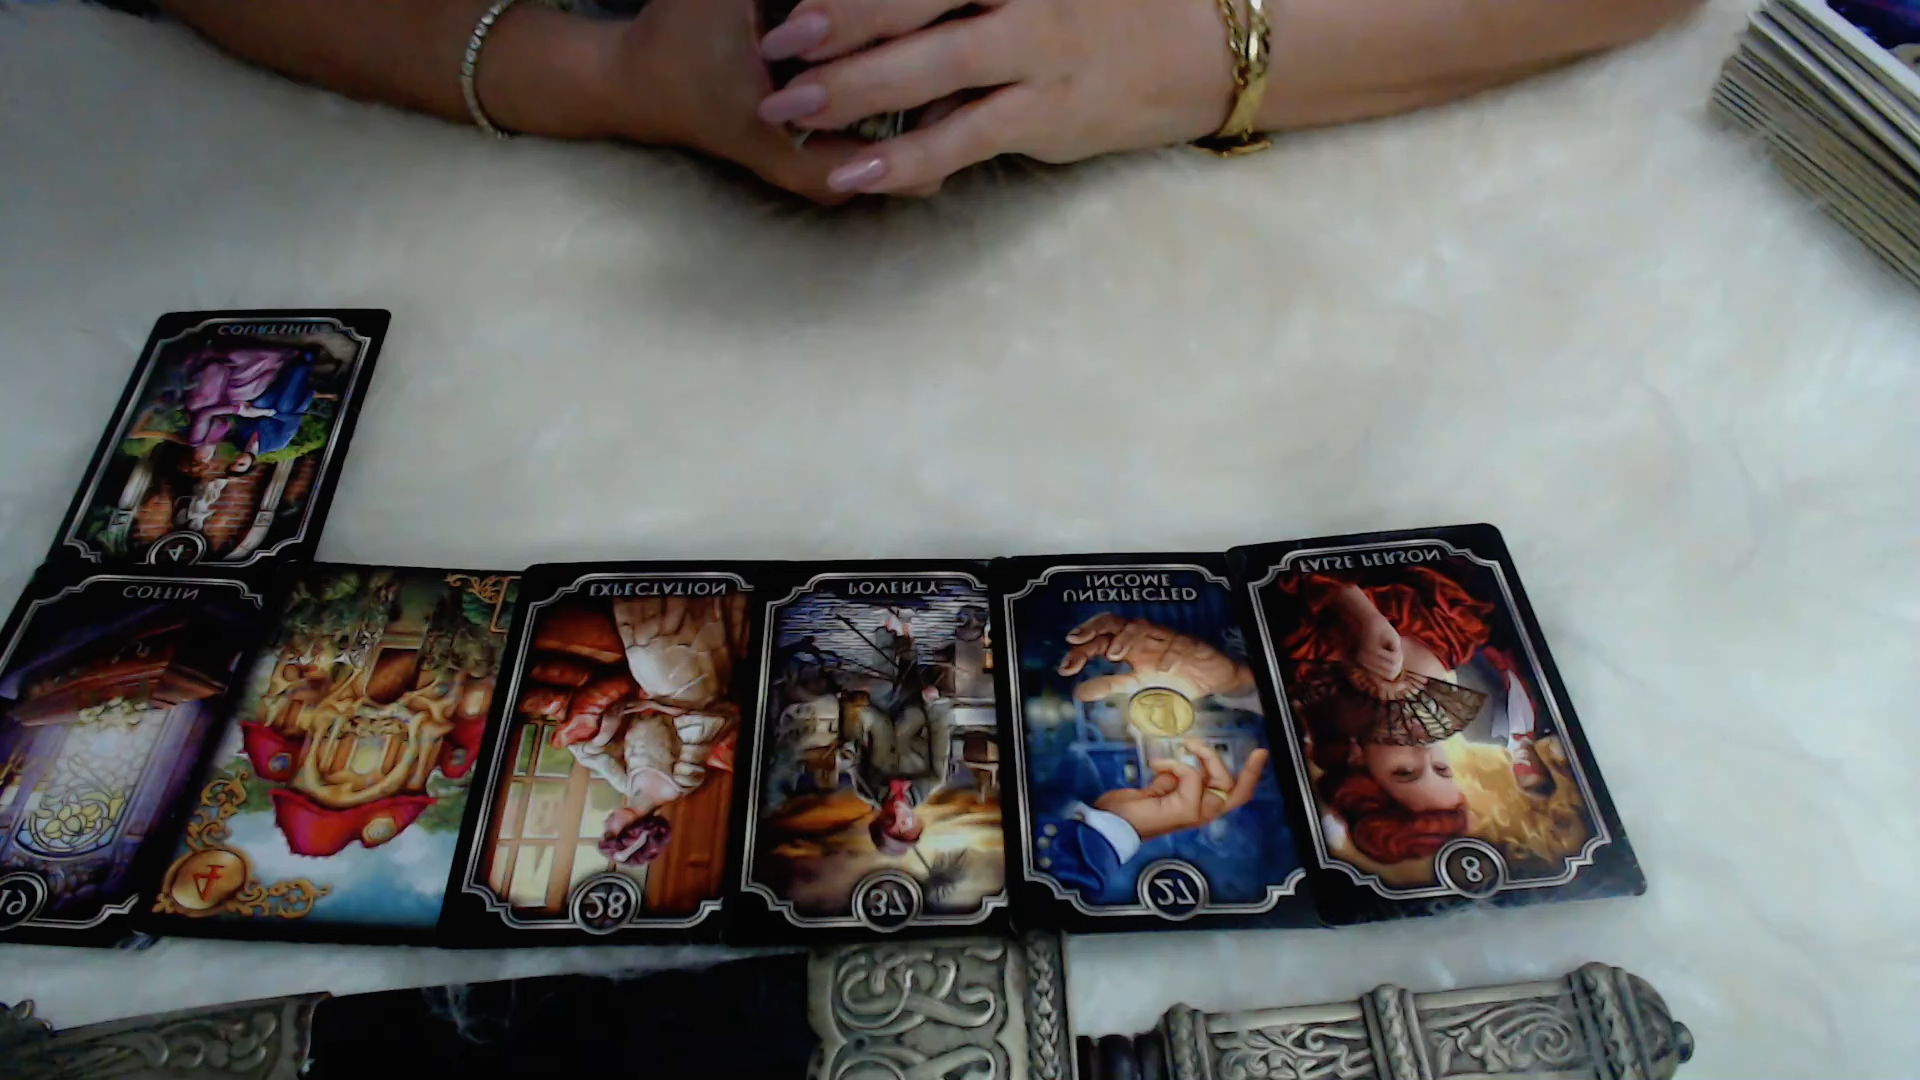 COURTSHIP
4
COFFIN
19
EXPECTATION
28
POVERTY
37
UNEXPECTED
INCOME
27
FALSE PERSON
8